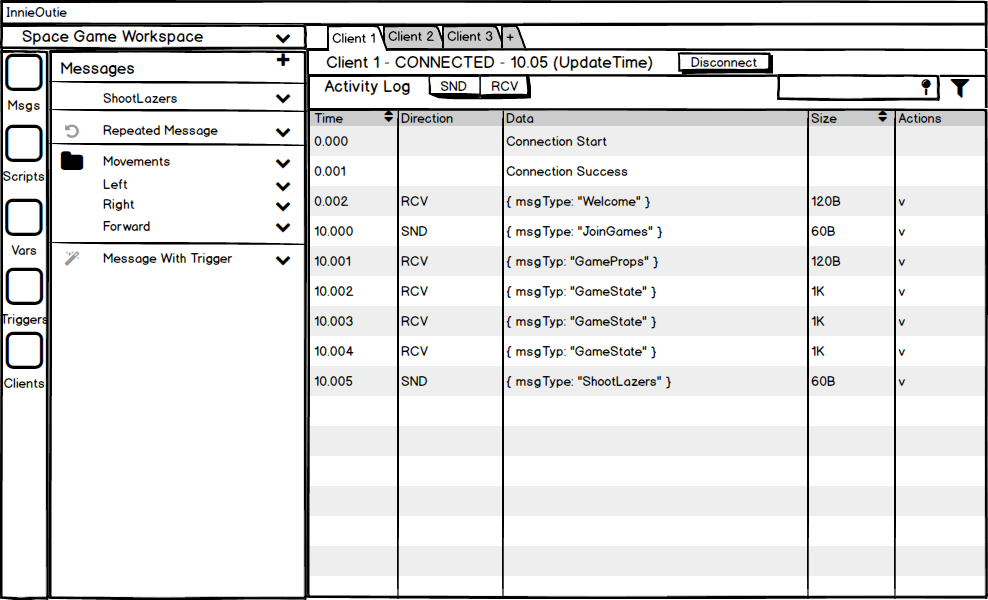 InnieOutie
Space Game Workspace
Client 1 Client 2 Client 3 +
Msgs
Scripts
Vars
Triggers
Clients
Messages +
ShootLazers
Repeated Message
Movements
Left
Right
Forward
Message With Trigger
Client 1 - CONNECTED - 10.05 (UpdateTime) Disconnect
Activity Log SND RCV
Time Direction Data Size Actions
0.000 Connection Start
0.001 Connection Success
0.002 RCV { msgType: "Welcome" } 120B v
10.000 SND { msgType: "JoinGames" } 60B v
10.001 RCV { msgTyp: "GameProps" } 120B v
10.002 RCV { msgTyp: "GameState" } 1K v
10.003 RCV { msgTyp: "GameState" } 1K v
10.004 RCV { msgTyp: "GameState" } 1K v
10.005 SND { msgType: "ShootLazers" } 60B v